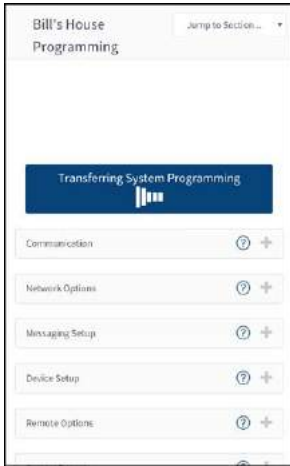 Bill's House
Programming
Jump to Section...
Transferring System Programming
Communication
Network Options
Messaging Setup
Device Setup
Remote Options